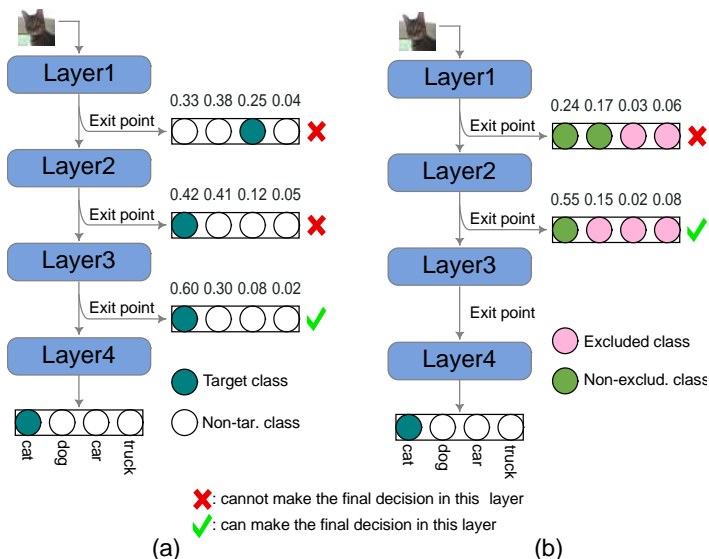 Layer1
0.33 0.38 0.25 0.04
Exit point
Layer2
0.42 0.41 0.12 0.05
Exit point
Layer3
0.60 0.30 0.08 0.02
Exit point
Layer4
Target class
Non-tar. class
cat
dog
car
truck
Layer1
0.24 0.17 0.03 0.06
Exit point
Layer2
0.55 0.15 0.02 0.08
Exit point
Layer3
Exit point
Layer4
Excluded class
Non-exclud. class
cat
dog
car
truck
: cannot make the final decision in this layer
: can make the final decision in this layer
(a)
(b)